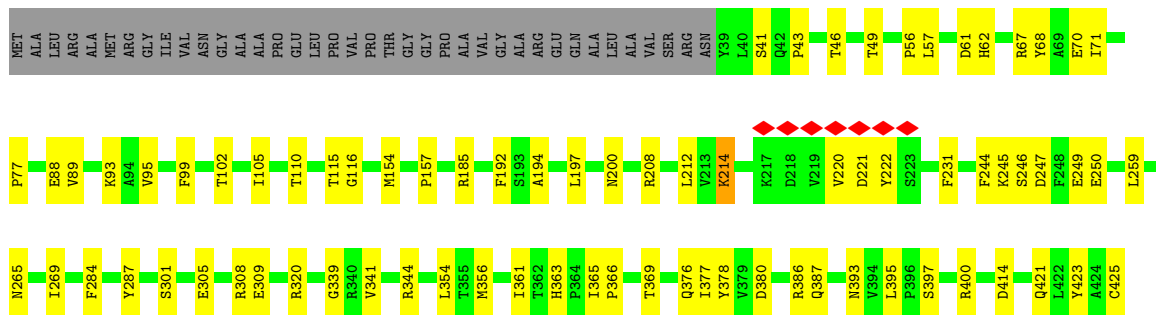 MET ALA LEU ARG ALA MET ARG GLY ILE VAL ASN GLY ALA ALA PRO GLU LEU PRO VAL PRO THR GLY GLY PRO ALA VAL GLY ALA ARG GLU GLN ALA LEU ALA VAL SER ARG ASN Y39 L40 S41 Q42 P43 T46 T49 P56 L57 D61 H62 R67 Y68 A69 E70 I71
P77 E88 V89 K93 A94 V95 F99 T102 I105 T110 T115 G116 M154 P157 R185 F192 S193 A194 L197 N200 R208 L212 V213 K214 K217 D218 V219 V220 D221 Y222 S223 F231 F244 K245 S246 D247 F248 E249 E250 L259
N265 I269 F284 Y287 S301 E305 R308 E309 R320 G339 R340 V341 R344 L354 T355 M356 I361 T362 H363 P364 I365 P366 T369 Q376 I377 Y378 V379 D380 R386 Q387 N393 V394 L395 P396 S397 R400 D414 Q421 L422 Y423 A424 C425